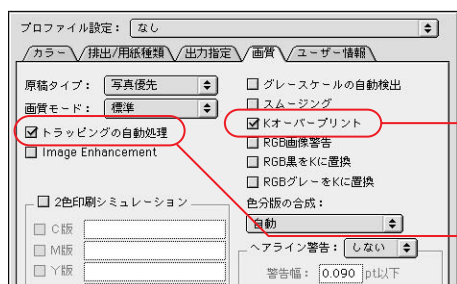 プロファイル設定： なし
カラー 排出/用紙種類 出力指定 画質 ユーザー情報
原稿タイプ： 写真優先
画質モード： 標準
トラッピングの自動処理
Image Enhancement
2色印刷シミュレーション
C版
M版
Y版
グレースケールの自動検出
スムージング
Kオーバープリント
RGB画像警告
RGB黒をKに置換
RGBグレーをKに置換
色分版の合成：
自動
ヘアライン警告： しない
警告幅： 0.090 pt以下